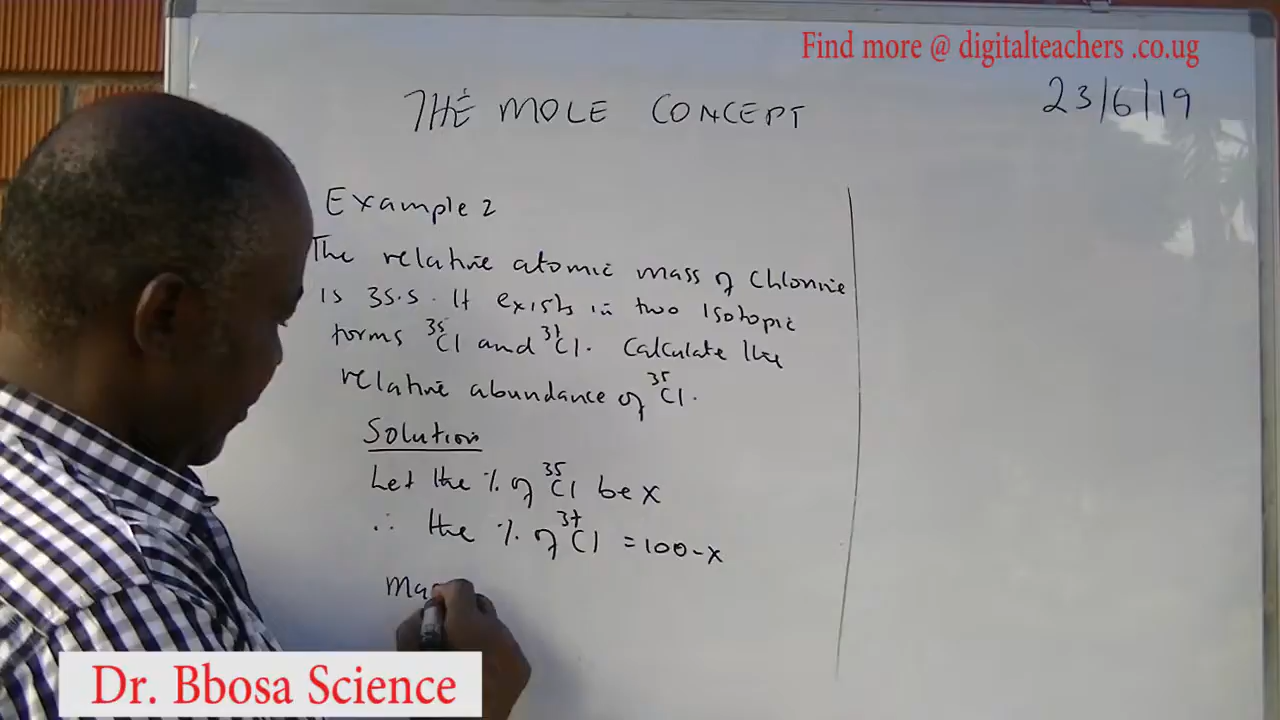 Find more @ digitalteachers .co.ug
THE MOLE CONCEPT
23/6/19
Example 2
The relative atomic mass of Chlorine
is 35.5. It exists in two isotopic
forms ³⁵Cl and ³⁷Cl. Calculate the
relative abundance of ³⁵Cl.
Solution
Let the % of ³⁵Cl be x
∴ the % of ³⁷Cl = 100-x
Ma
Dr. Bbosa Science